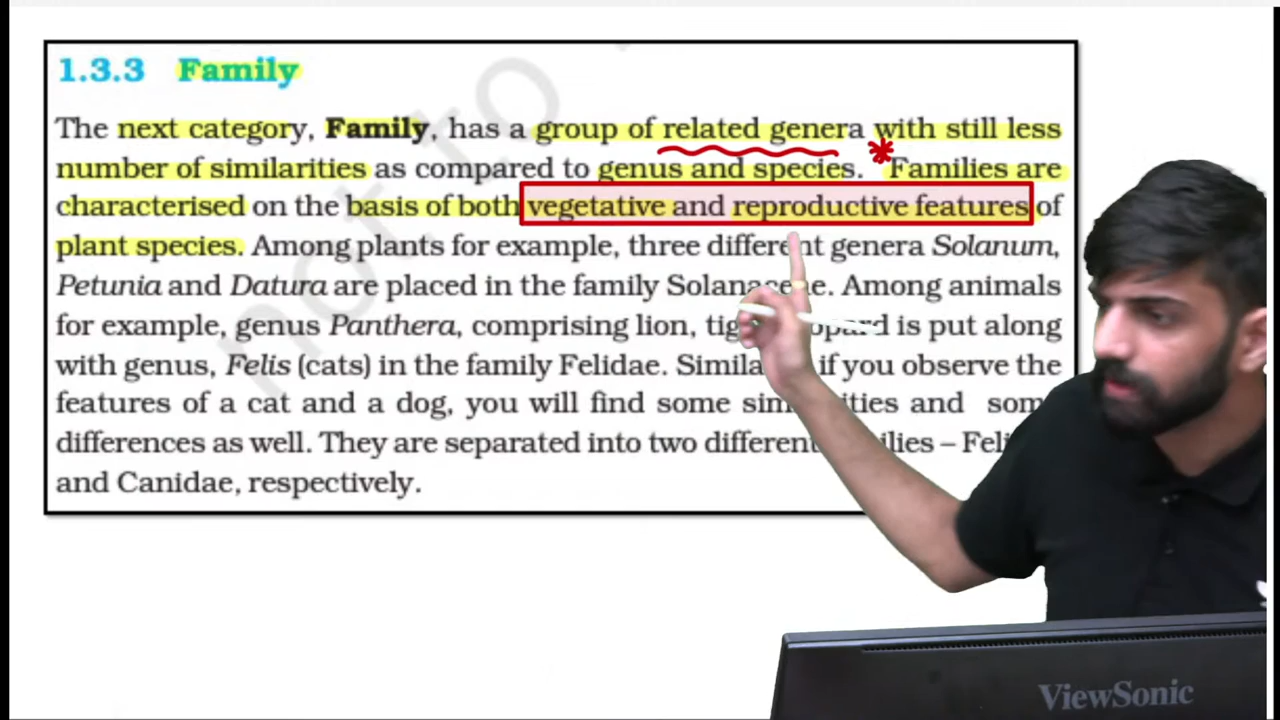 1.3.3 Family
The next category, Family, has a group of related genera with still less
number of similarities as compared to genus and species. * Families are
characterised on the basis of both vegetative and reproductive features of
plant species. Among plants for example, three different genera Solanum,
Petunia and Datura are placed in the family Solanaceae. Among animals
for example, genus Panthera, comprising lion, is put along
with genus, Felis (cats) in the family Felidae. if you observe the
features of a cat and a dog, you will find some and
differences as well. They are separated into two different –
and Canidae, respectively.
not to
ViewSonic